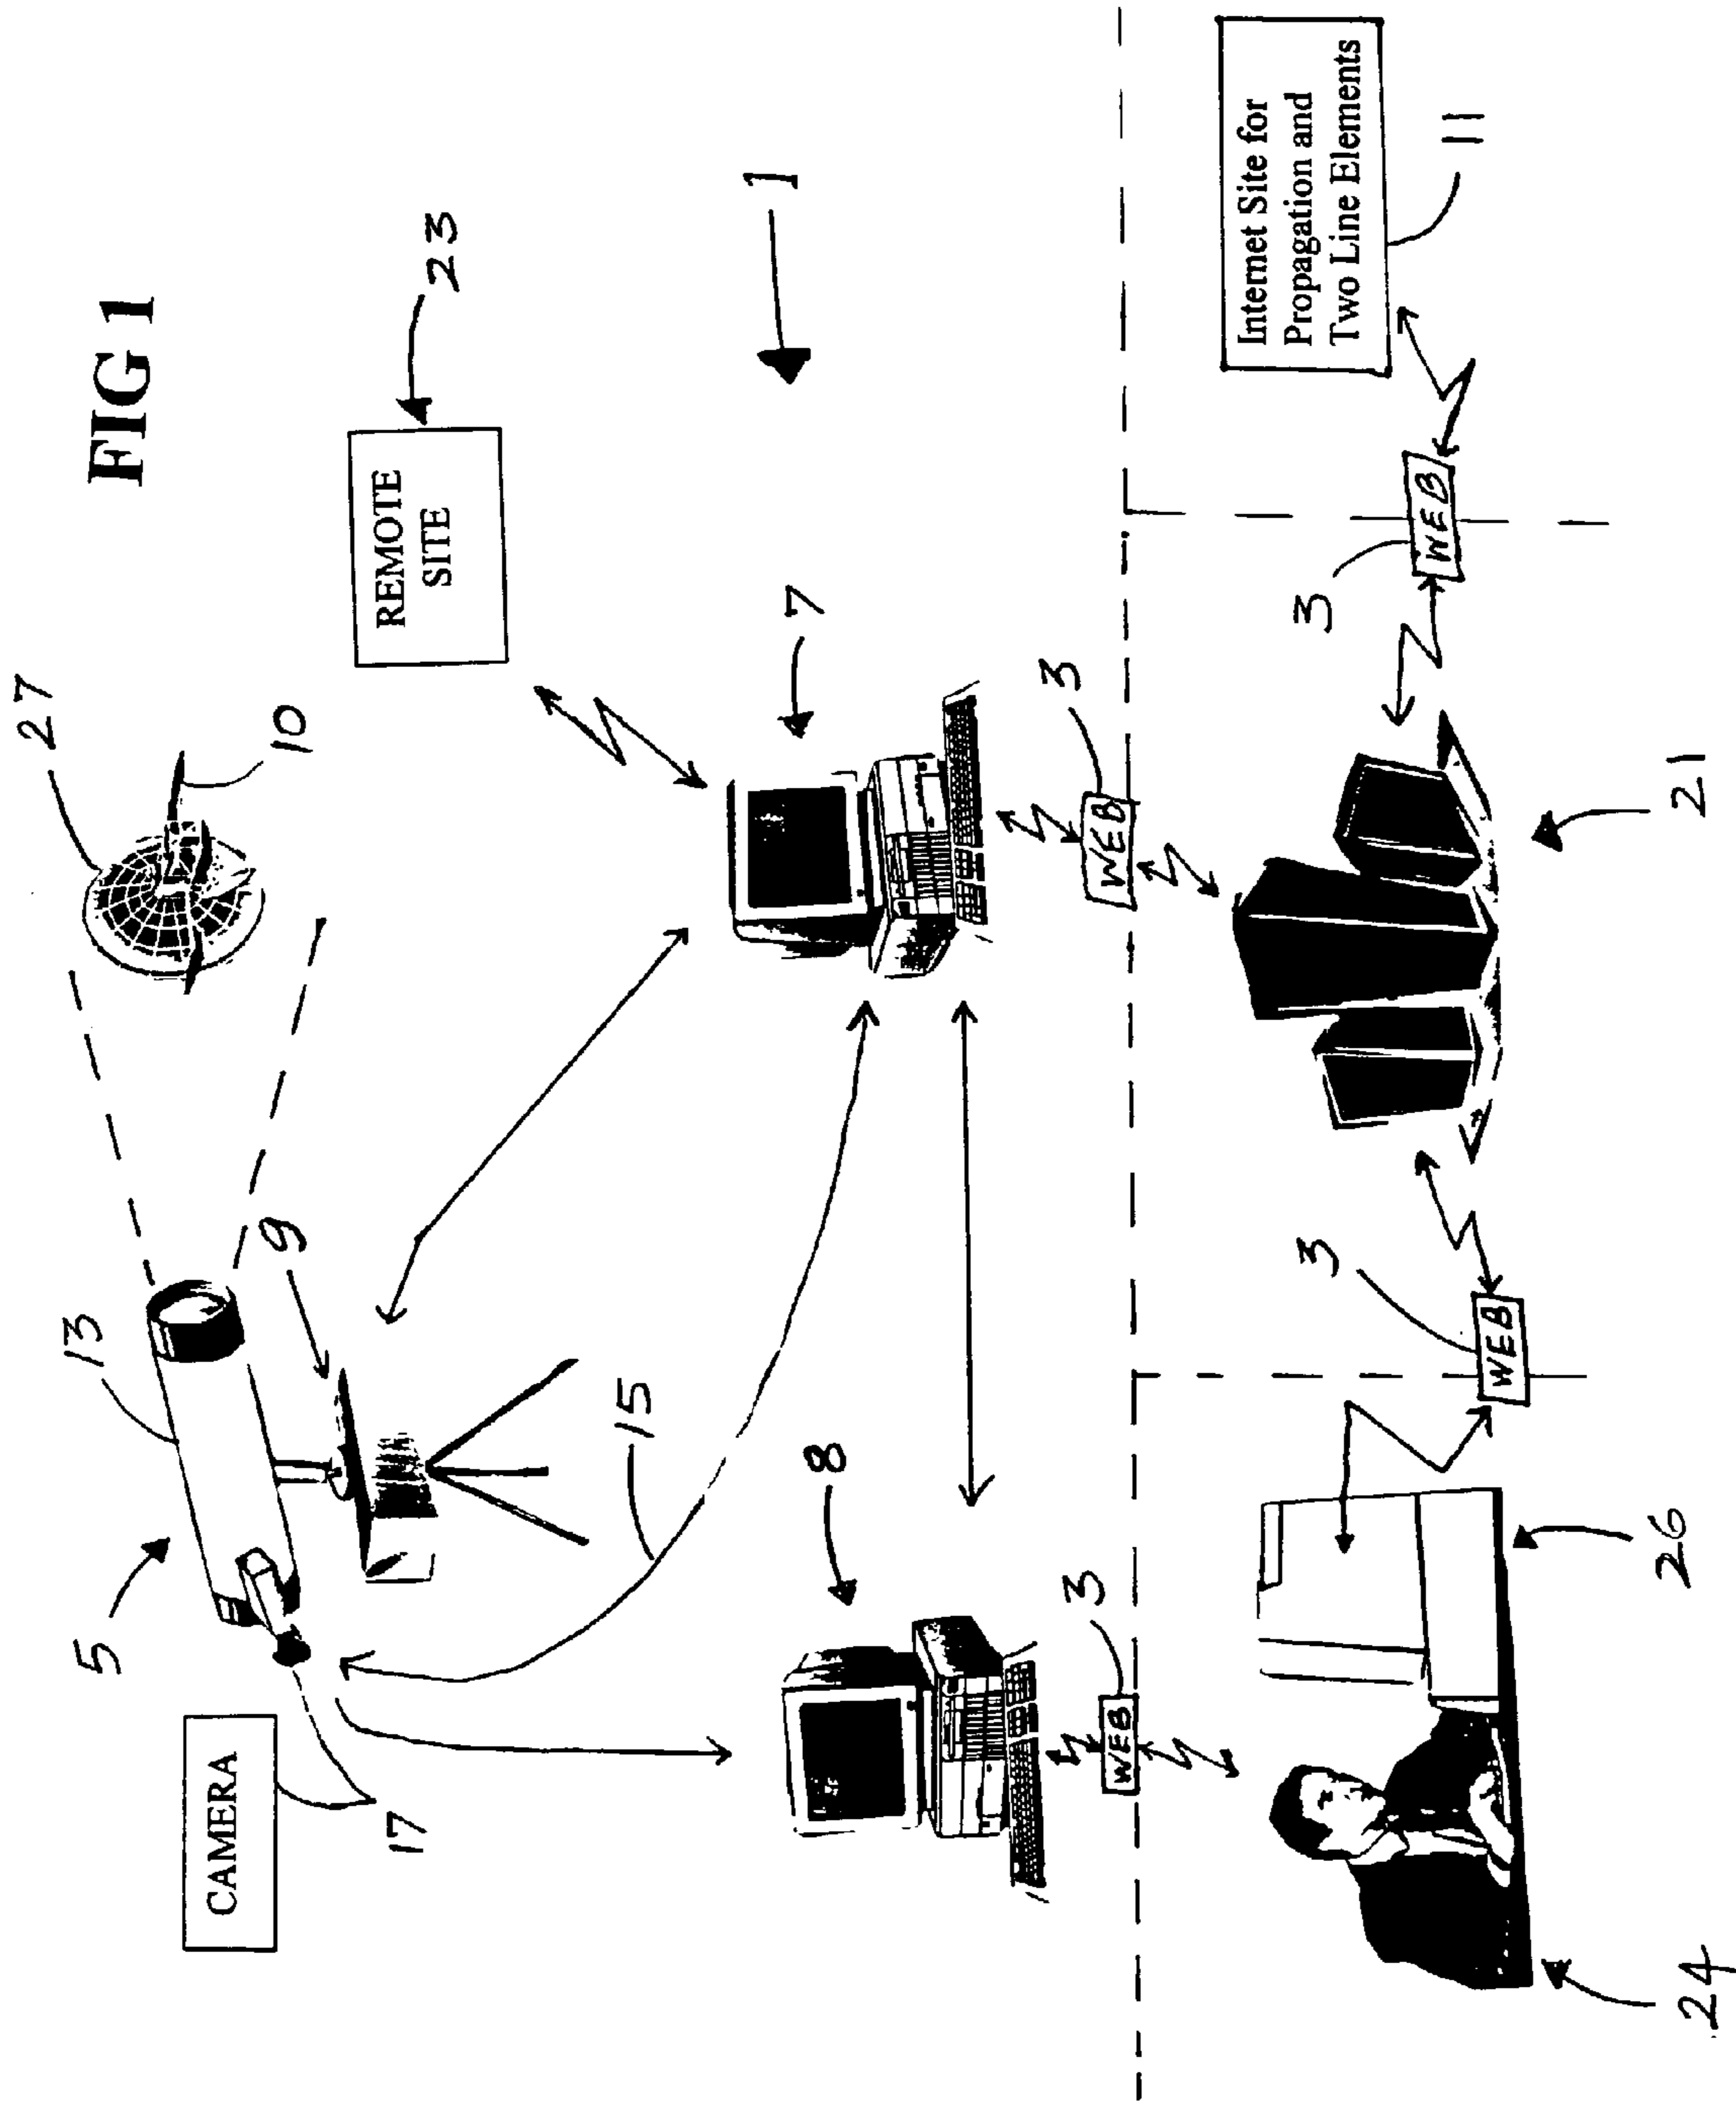 FIG 1
CAMERA
17
5
13
9
27
10
REMOTE
SITE
23
15
8
7
1
3
WEB
3
WEB
24
26
3
WEB
21
3
WEB
Internet Site for
Propagation and
Two Line Elements
11